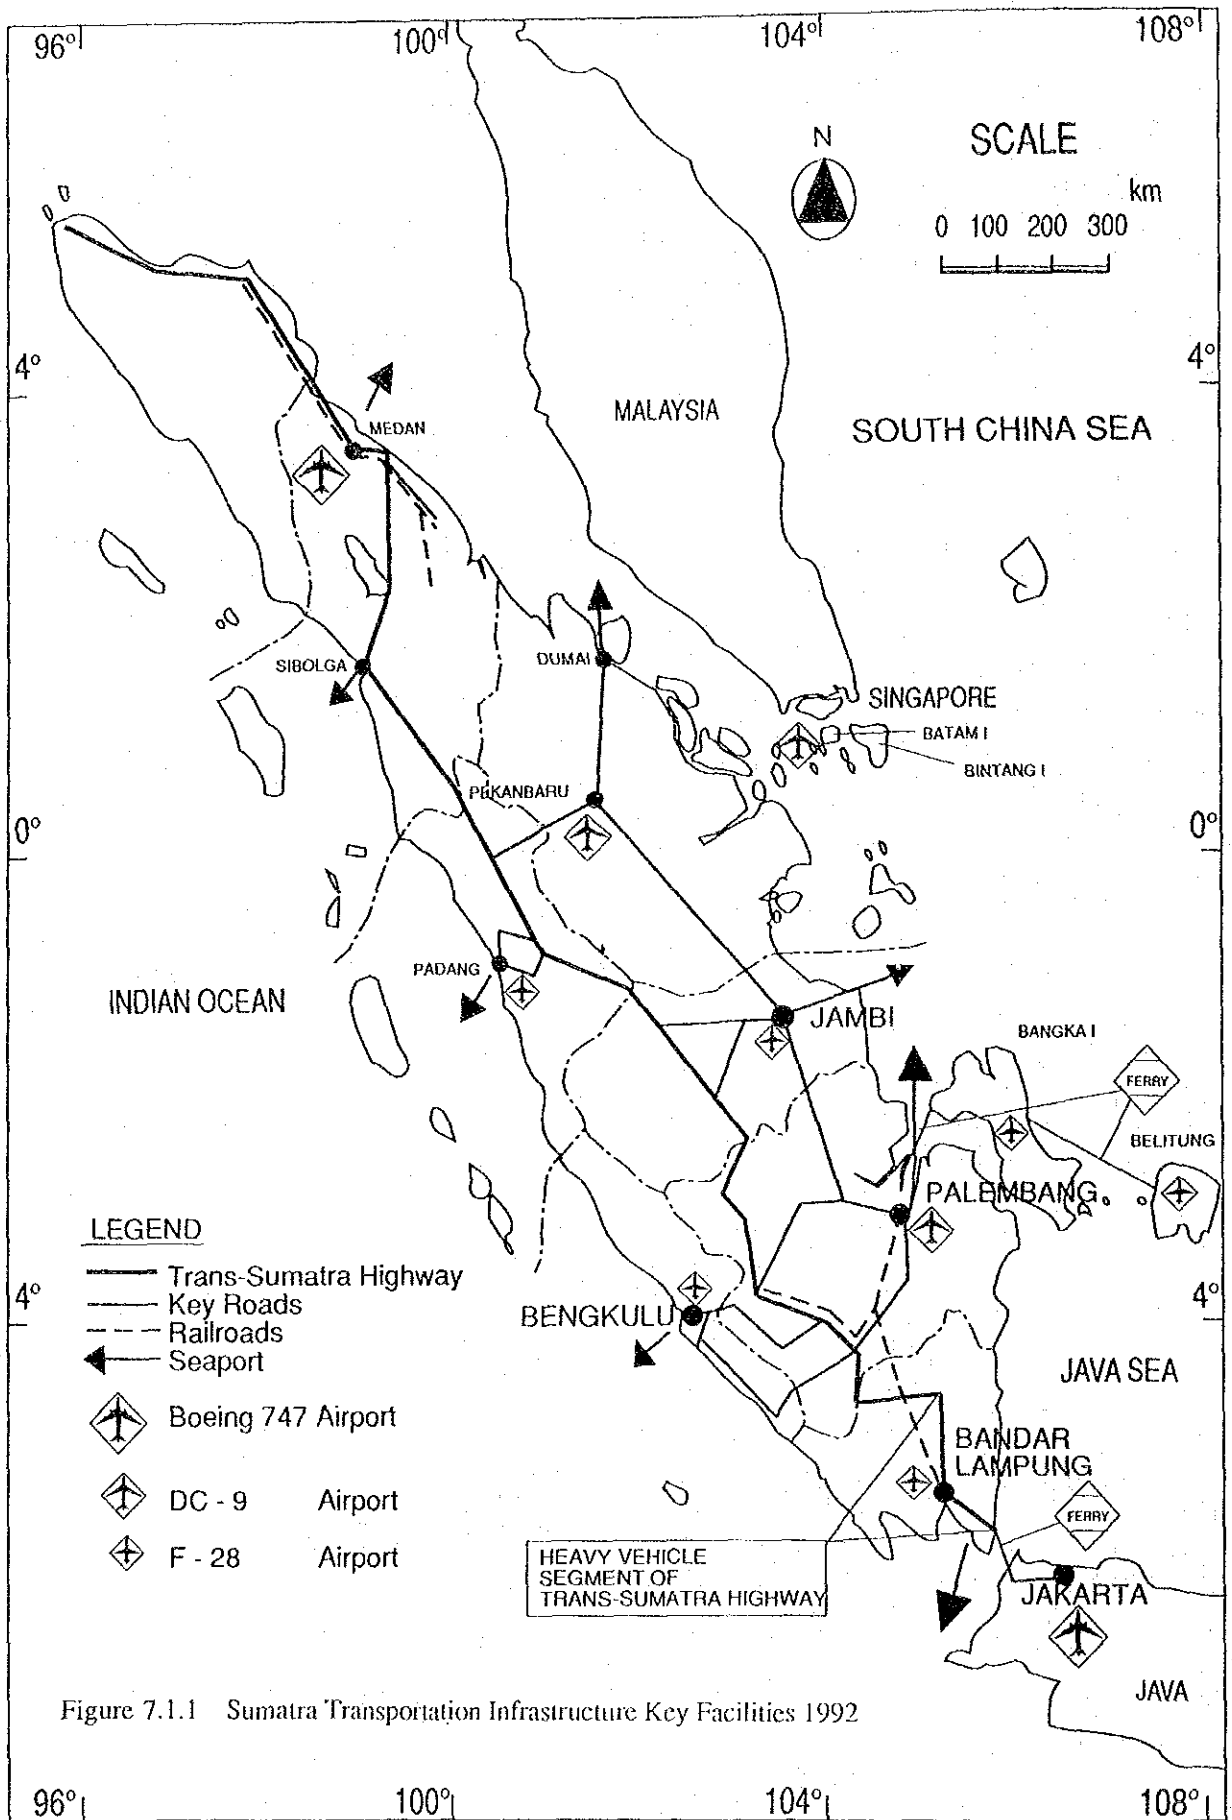 96°
100°
104°
108°
N
SCALE
km
0 100 200 300
4°
4°
MALAYSIA
SOUTH CHINA SEA
MEDAN
SIBOLGA
DUMAI
SINGAPORE
BATAM I
BINTANG I
PEKANBARU
0°
0°
PADANG
INDIAN OCEAN
JAMBI
BANGKA I
FERRY
BELITUNG
PALEMBANG
LEGEND
Trans-Sumatra Highway
Key Roads
Railroads
Seaport
Boeing 747 Airport
DC - 9 Airport
F - 28 Airport
4°
4°
BENGKULU
JAVA SEA
BANDAR
LAMPUNG
FERRY
HEAVY VEHICLE
SEGMENT OF
TRANS-SUMATRA HIGHWAY
JAKARTA
JAVA
Figure 7.1.1 Sumatra Transportation Infrastructure Key Facilities 1992
96°
100°
104°
108°